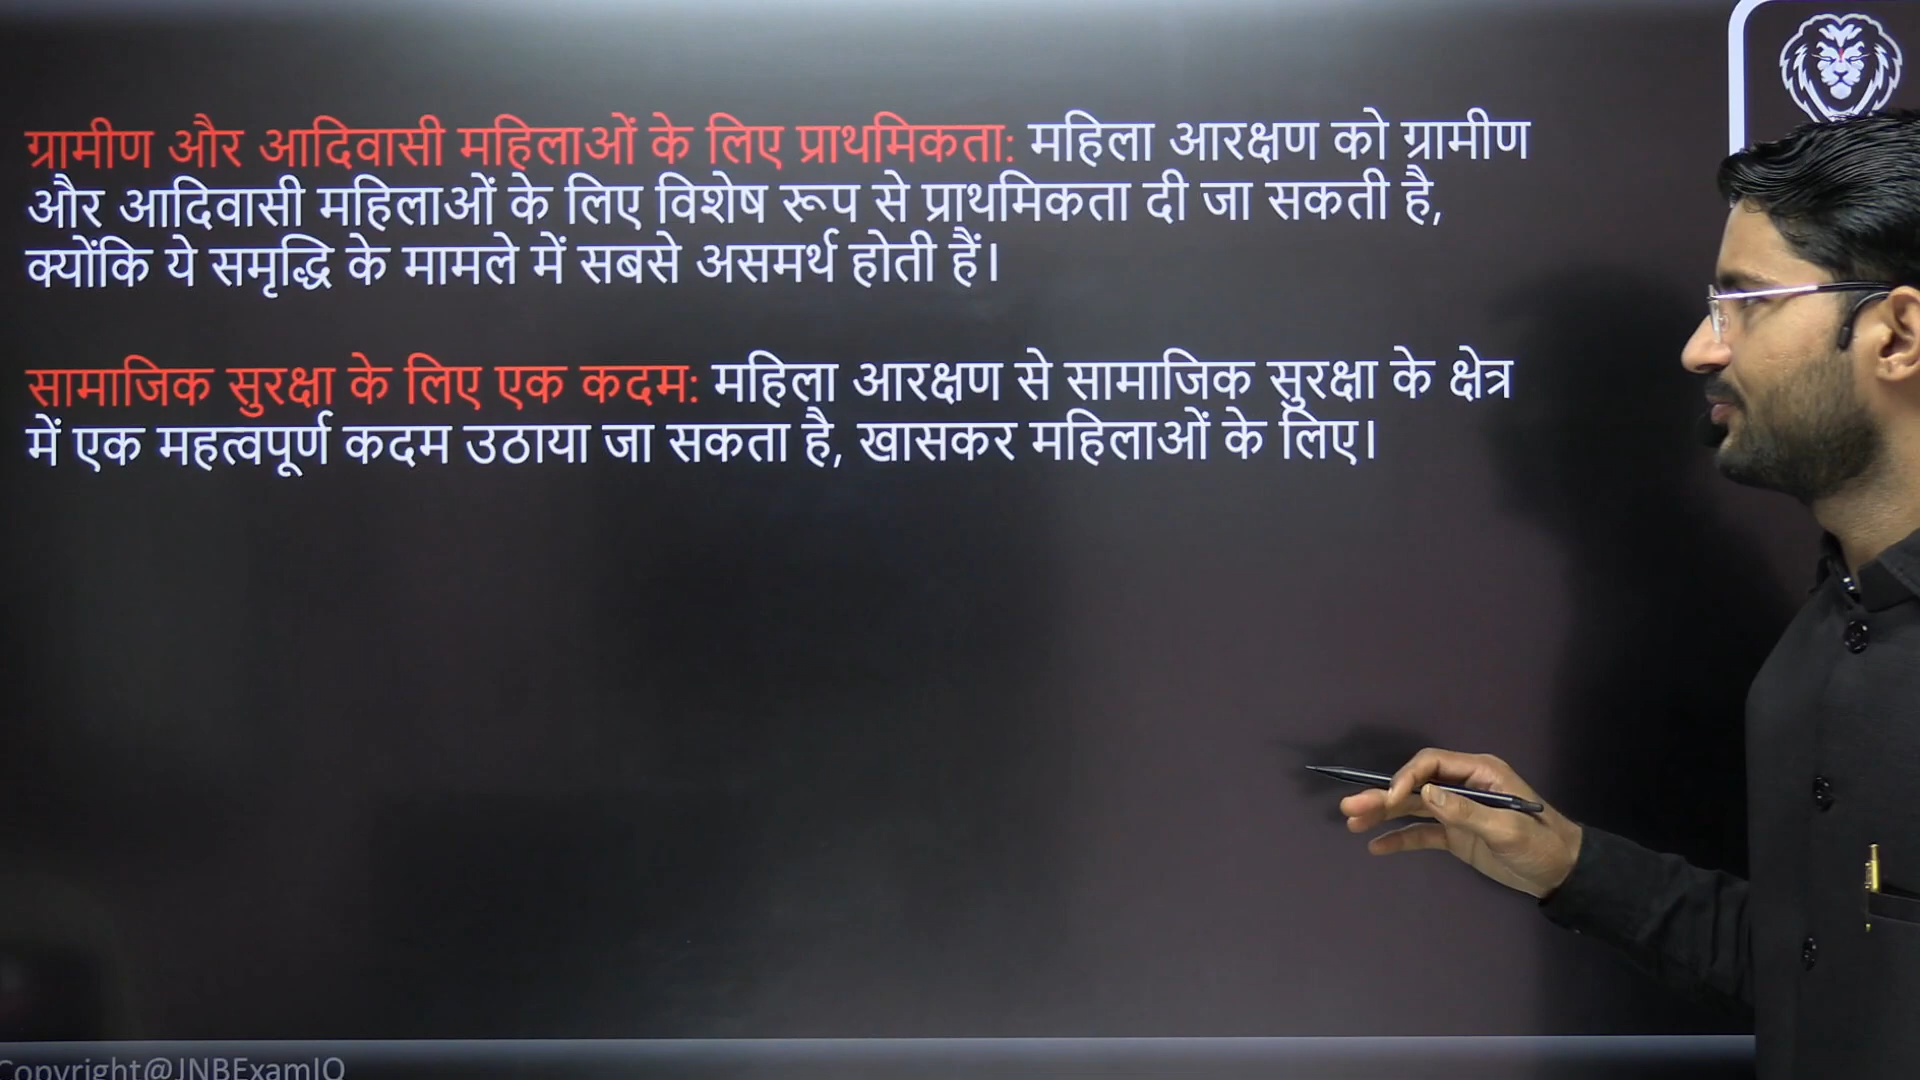 ग्रामीण और आदिवासी महिलाओं के लिए प्राथमिकता: महिला आरक्षण को ग्रामीण
और आदिवासी महिलाओं के लिए विशेष रूप से प्राथमिकता दी जा सकती है,
क्योंकि ये समृद्धि के मामले में सबसे असमर्थ होती हैं।
सामाजिक सुरक्षा के लिए एक कदम: महिला आरक्षण से सामाजिक सुरक्षा के क्षेत्र
में एक महत्वपूर्ण कदम उठाया जा सकता है, खासकर महिलाओं के लिए।
Copyright@JNBExamIQ